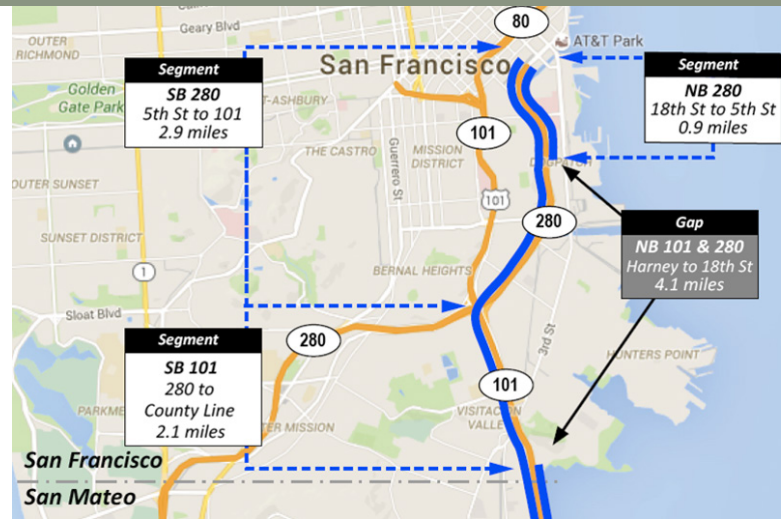 OUTER
RICHMOND
Geary Blvd
80
AT&T Park
San Francisco
Segment
SB 280
5th St to 101
2.9 miles
Segment
NB 280
18th St to 5th St
0.9 miles
Golden
Gate Park
T-ASHBURY
101
THE CASTRO
Guerrero St
MISSION
DISTRICT
DOGPATCH
OUTER SUNSET
101
280
SUNSET DISTRICT
1
BERNAL HEIGHTS
Gap
NB 101 & 280
Harney to 18th St
4.1 miles
Sloat Blvd
280
3rd St
Segment
SB 101
280 to
County Line
2.1 miles
HUNTERS POINT
101
PARKME
VISITACION
VALLEY
TER MISSION
San Francisco
San Mateo